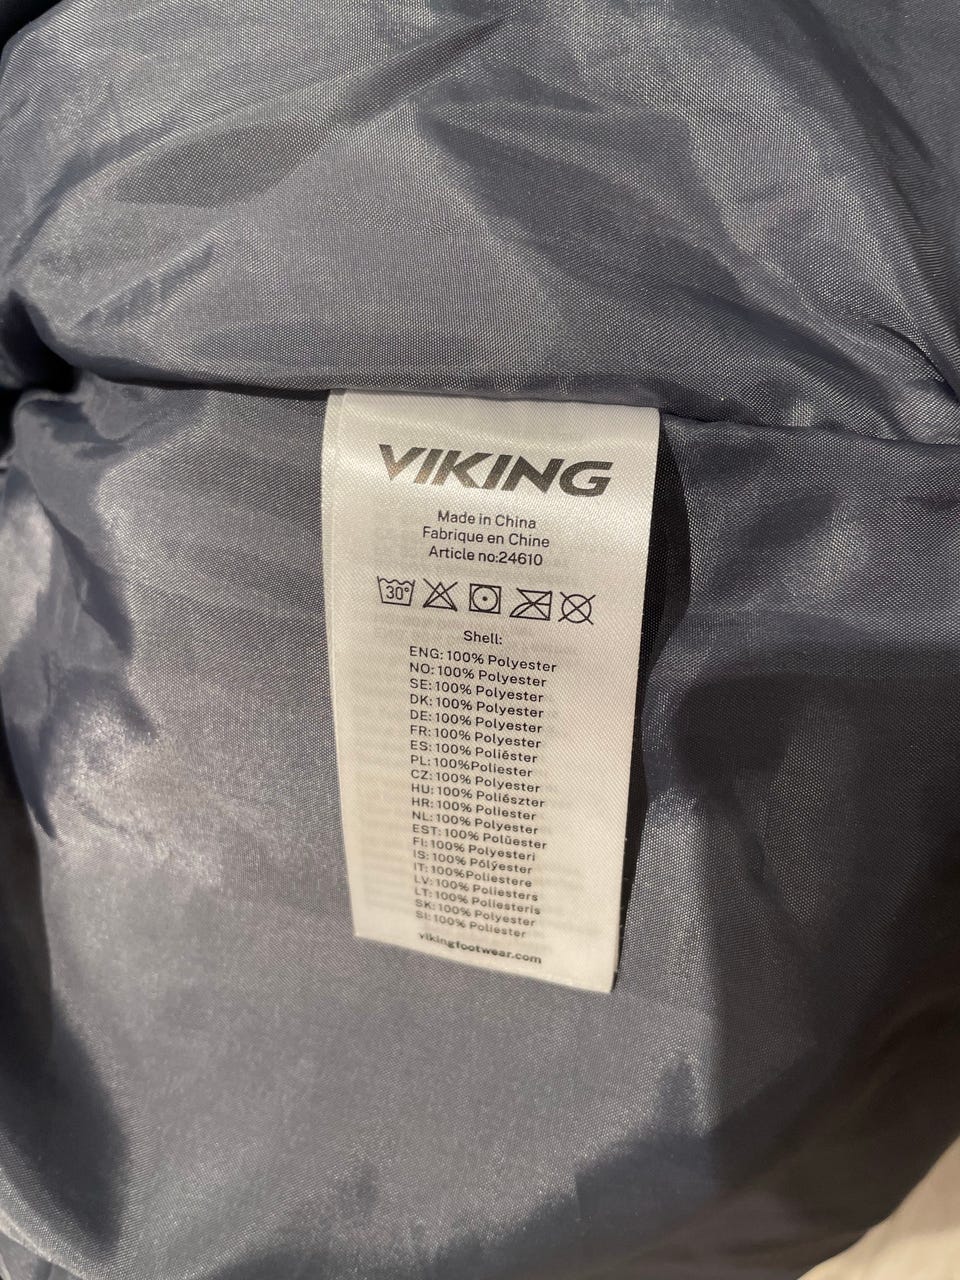 VIKING
Made in China
Fabrique en Chine
Article no:24610
30°
Shell:
ENG: 100% Polyester
NO: 100% Polyester
SE: 100% Polyester
DK: 100% Polyester
DE: 100% Polyester
FR: 100% Polyester
ES: 100% Poliéster
PL: 100%Poliester
CZ: 100% Polyester
HU: 100% Poliészter
HR: 100% Poliester
NL: 100% Polyester
EST: 100% Polüester
FI: 100% Polyesteri
IS: 100% Pólýester
IT: 100%Poliestere
LV: 100% Poliesters
LT: 100% Poliesteris
SK: 100% Polyester
SI: 100% Poliester
vikingfootwear.com